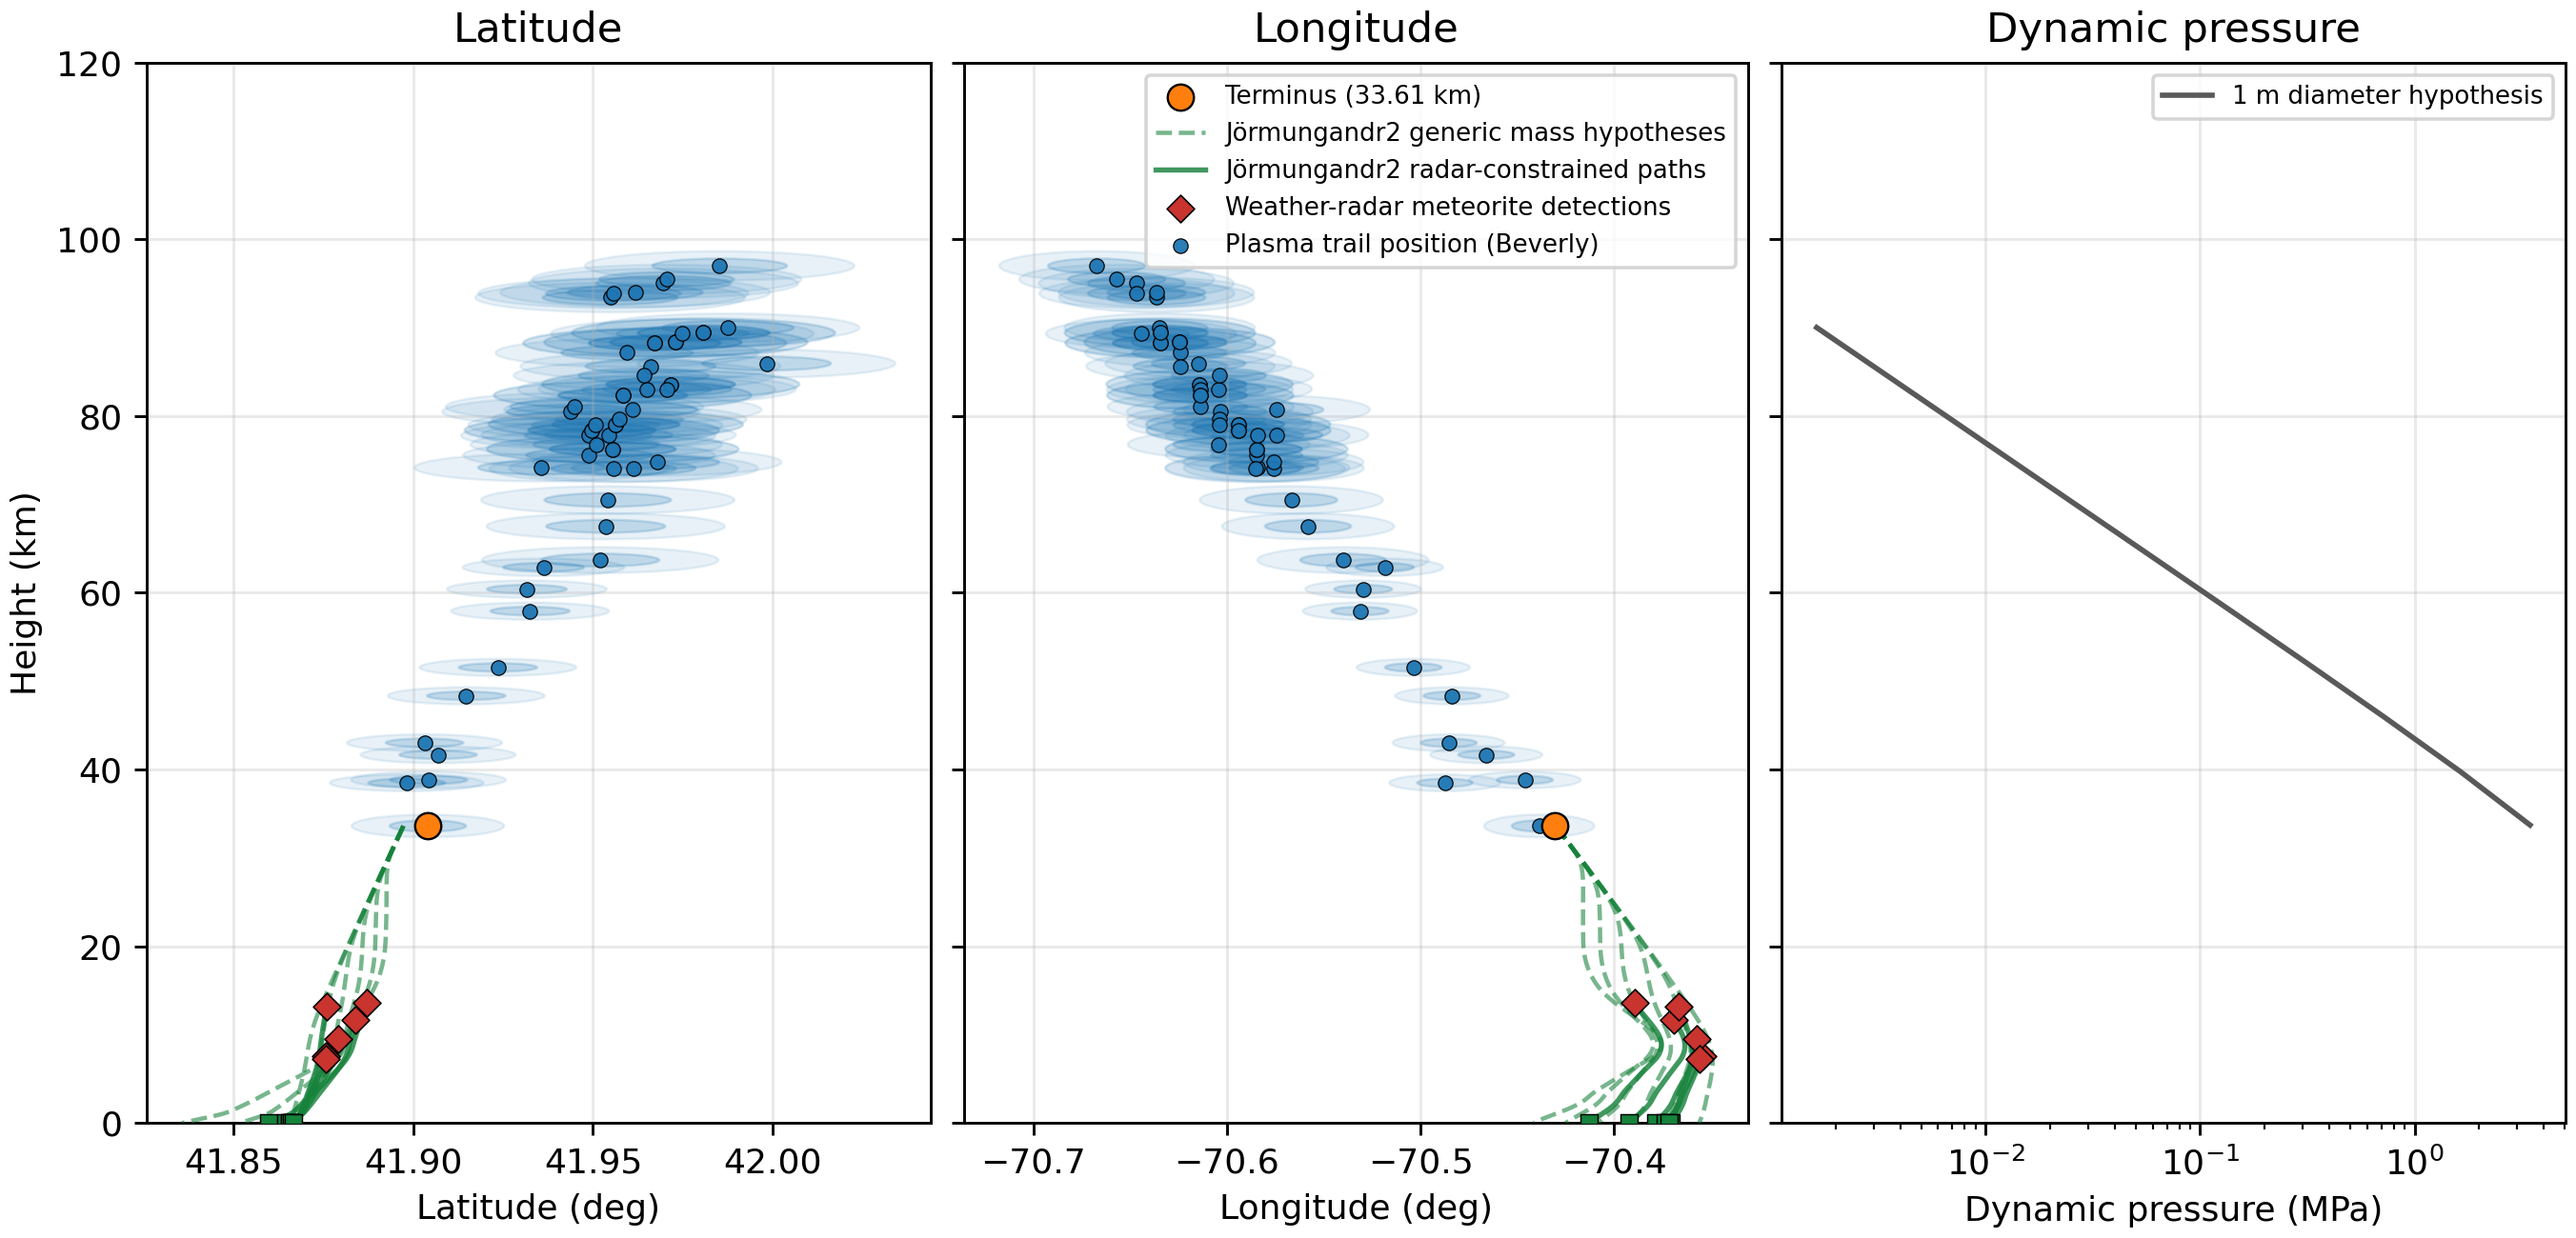 Latitude
Longitude
Dynamic pressure
120
100
80
60
40
20
0
Height (km)
Terminus (33.61 km)
Jörmungandr2 generic mass hypotheses
Jörmungandr2 radar-constrained paths
Weather-radar meteorite detections
Plasma trail position (Beverly)
1 m diameter hypothesis
41.85 41.90 41.95 42.00
−70.7 −70.6 −70.5 −70.4
10⁻² 10⁻¹ 10⁰
Latitude (deg)
Longitude (deg)
Dynamic pressure (MPa)